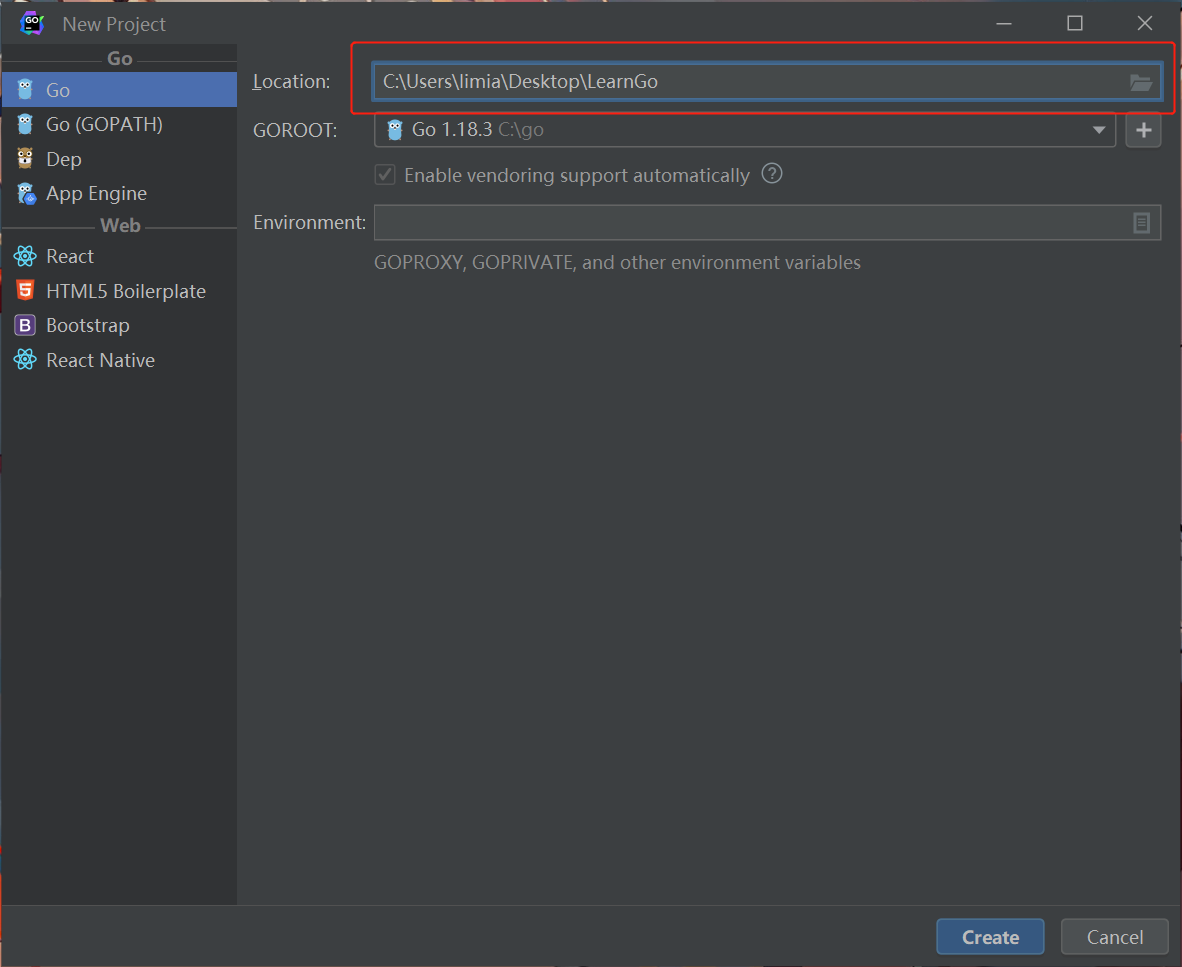 New Project
Go
Go
Go (GOPATH)
Dep
App Engine
Web
React
HTML5 Boilerplate
Bootstrap
React Native
Location: C:\Users\limia\Desktop\LearnGo
GOROOT: Go 1.18.3 C:\go
Enable vendoring support automatically
Environment:
GOPROXY, GOPRIVATE, and other environment variables
Create Cancel